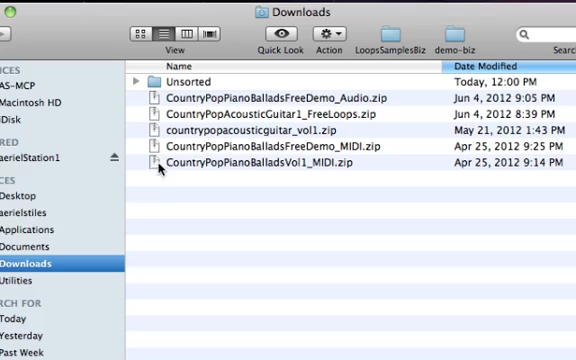 Downloads
View
Quick Look
Action
LoopsSamplesBiz
demo-biz
Searc
Name
Date Modified
Unsorted
Today, 12:00 PM
CountryPopPianoBalladsFreeDemo_Audio.zip
Jun 4, 2012 9:05 PM
CountryPopAcousticGuitar1_FreeLoops.zip
Jun 4, 2012 8:39 PM
countrypopacousticguitar_vol1.zip
May 21, 2012 1:43 PM
CountryPopPianoBalladsFreeDemo_MIDI.zip
Apr 25, 2012 9:25 PM
CountryPopPianoBalladsVol1_MIDI.zip
Apr 25, 2012 9:14 PM
ICES
AS-MCP
Macintosh HD
iDisk
RED
aerielStation1
CES
Desktop
aerielstiles
Applications
Documents
Downloads
Utilities
RCH FOR
Today
Yesterday
Past Week